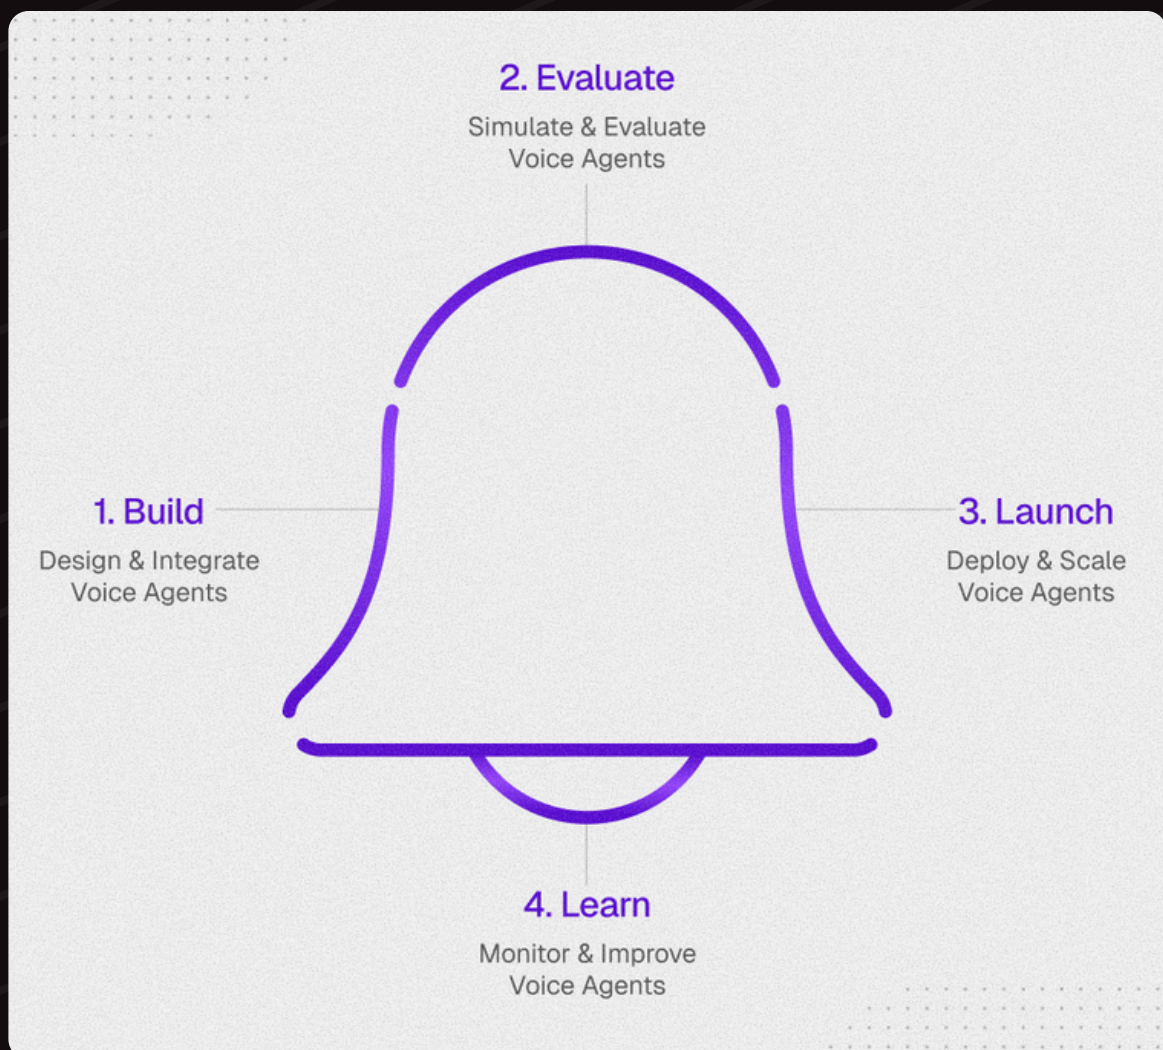 2. Evaluate
Simulate & Evaluate
Voice Agents
1. Build
Design & Integrate
Voice Agents
3. Launch
Deploy & Scale
Voice Agents
4. Learn
Monitor & Improve
Voice Agents